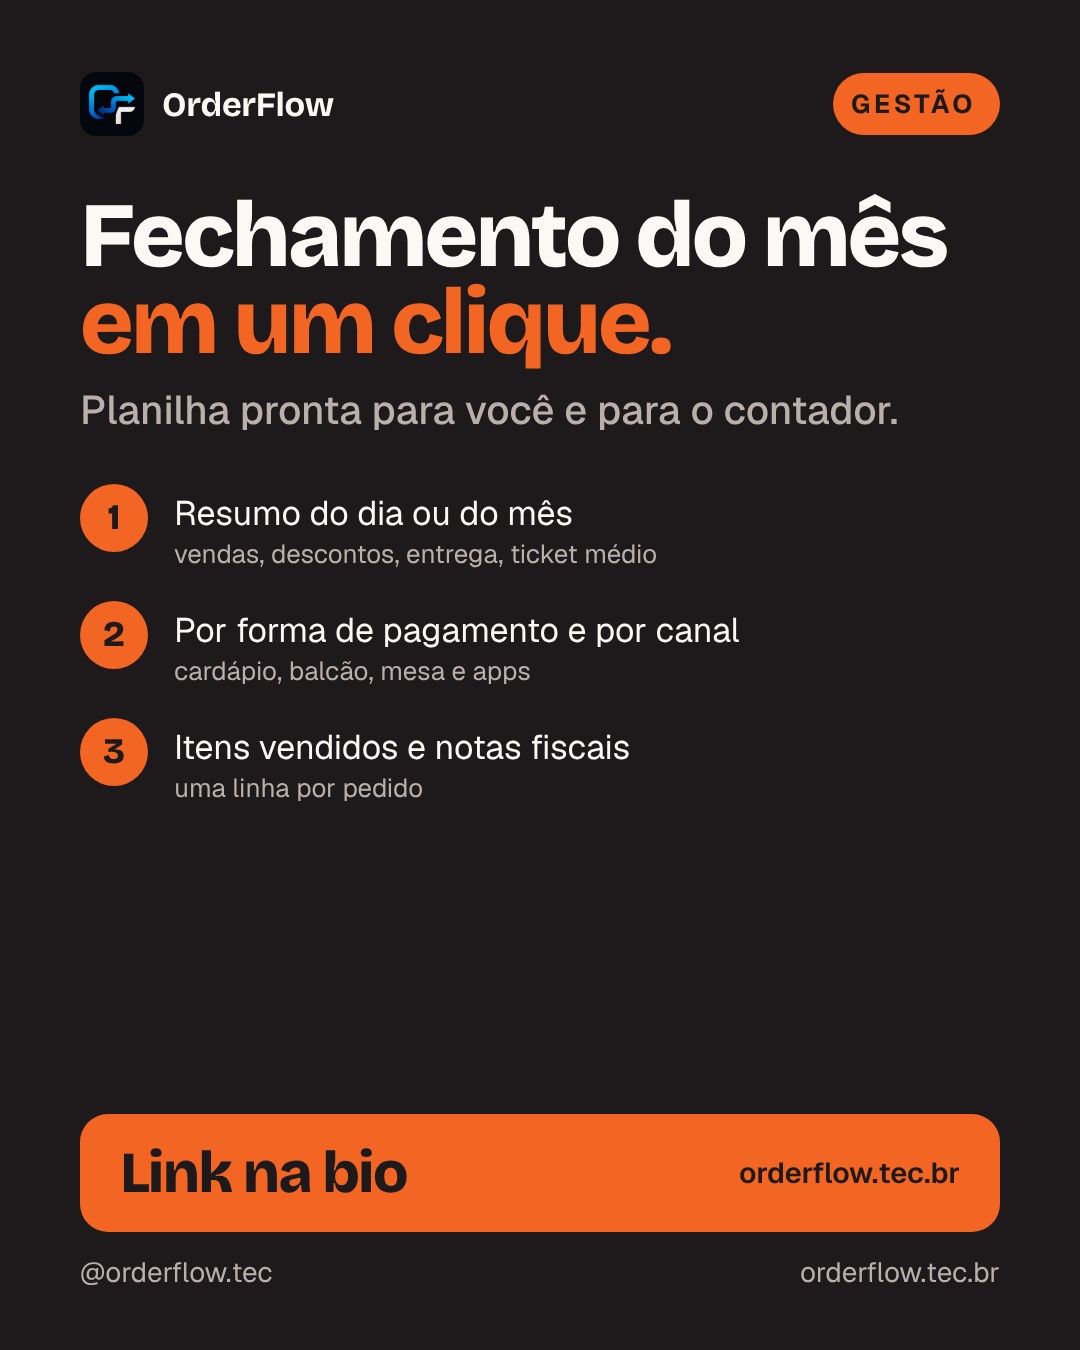 OrderFlow
GESTÃO
Fechamento do mês
em um clique.
Planilha pronta para você e para o contador.
1
Resumo do dia ou do mês
vendas, descontos, entrega, ticket médio
2
Por forma de pagamento e por canal
cardápio, balcão, mesa e apps
3
Itens vendidos e notas fiscais
uma linha por pedido
Link na bio
orderflow.tec.br
@orderflow.tec
orderflow.tec.br